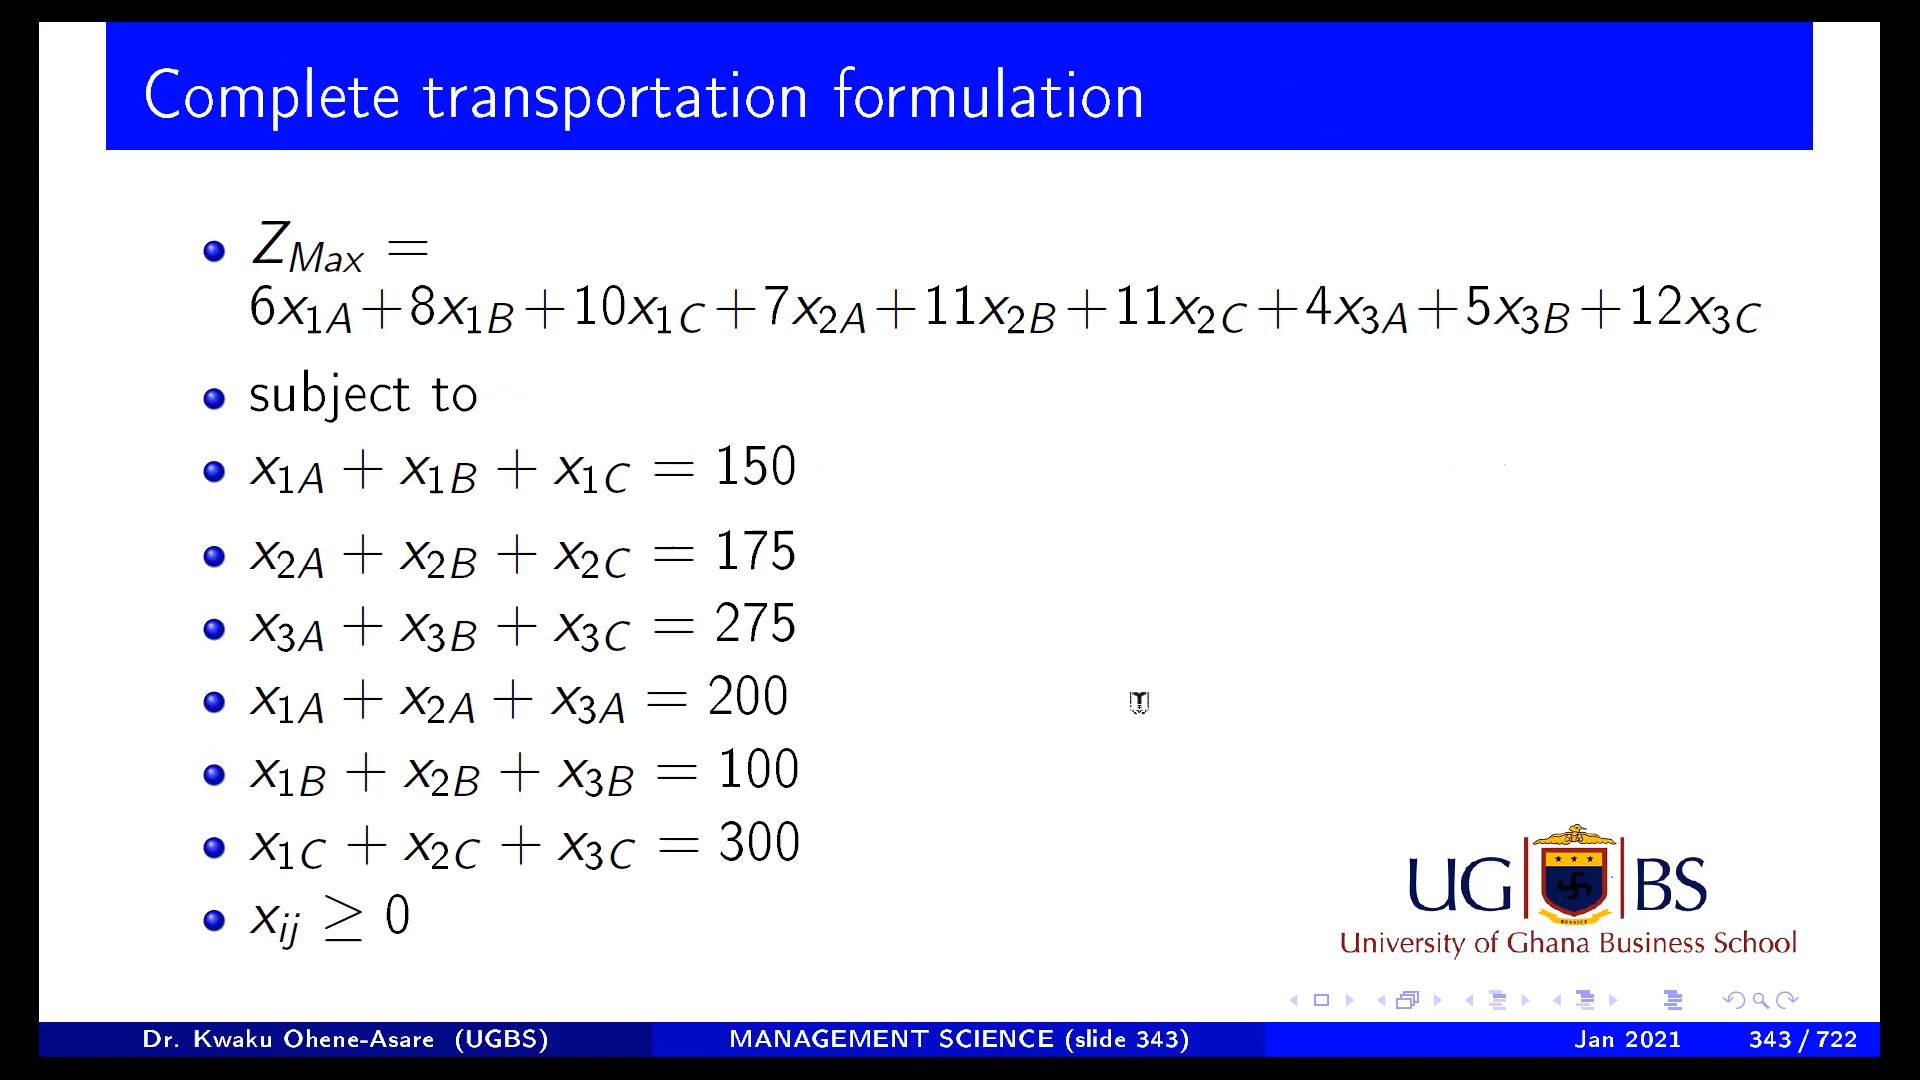 Complete transportation formulation
Z_Max =
6x_1A + 8x_1B + 10x_1C + 7x_2A + 11x_2B + 11x_2C + 4x_3A + 5x_3B + 12x_3C
subject to
x_1A + x_1B + x_1C = 150
x_2A + x_2B + x_2C = 175
x_3A + x_3B + x_3C = 275
x_1A + x_2A + x_3A = 200
x_1B + x_2B + x_3B = 100
x_1C + x_2C + x_3C = 300
x_ij ≥ 0
UG BS
SERVICE
University of Ghana Business School
Dr. Kwaku Ohene-Asare (UGBS) MANAGEMENT SCIENCE (slide 343) Jan 2021 343 / 722